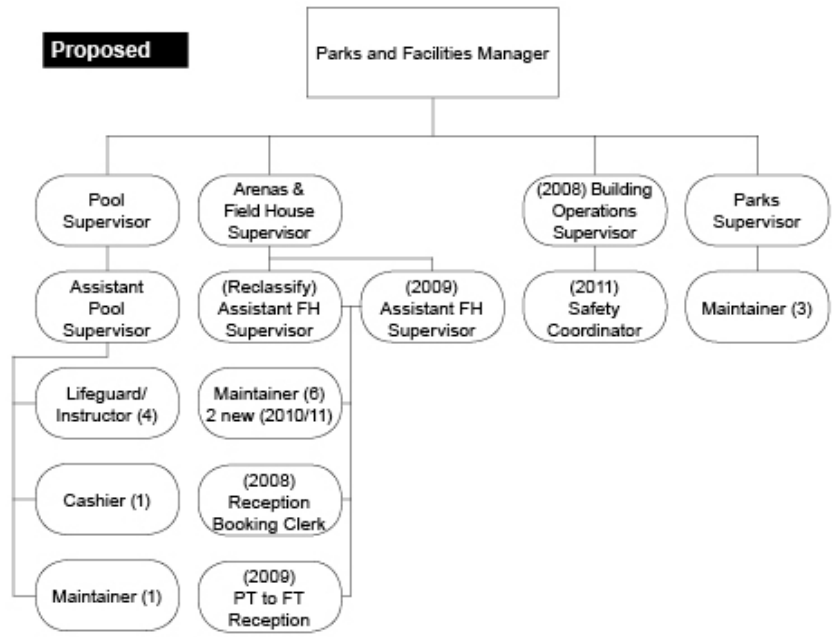 Proposed
Parks and Facilities Manager
Pool
Supervisor
Arenas &
Field House
Supervisor
(2008) Building
Operations
Supervisor
Parks
Supervisor
Assistant
Pool
Supervisor
(Reclassify)
Assistant FH
Supervisor
(2009)
Assistant FH
Supervisor
(2011)
Safety
Coordinator
Maintainer (3)
Lifeguard/
Instructor (4)
Maintainer (6)
2 new (2010/11)
Cashier (1)
(2008)
Reception
Booking Clerk
Maintainer (1)
(2009)
PT to FT
Reception